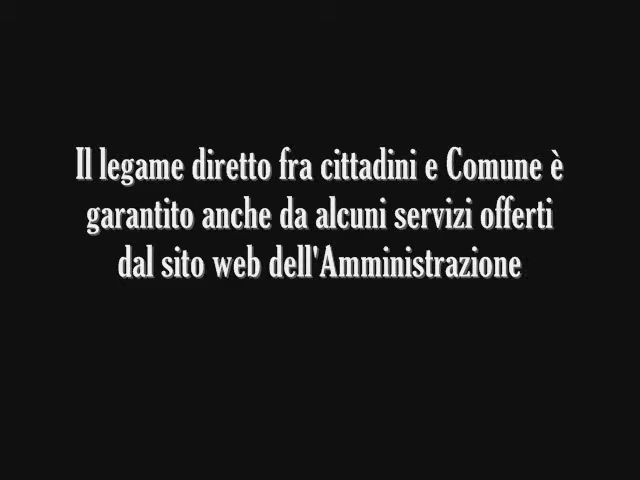 Il legame diretto fra cittadini e Comune è
garantito anche da alcuni servizi offerti
dal sito web dell'Amministrazione